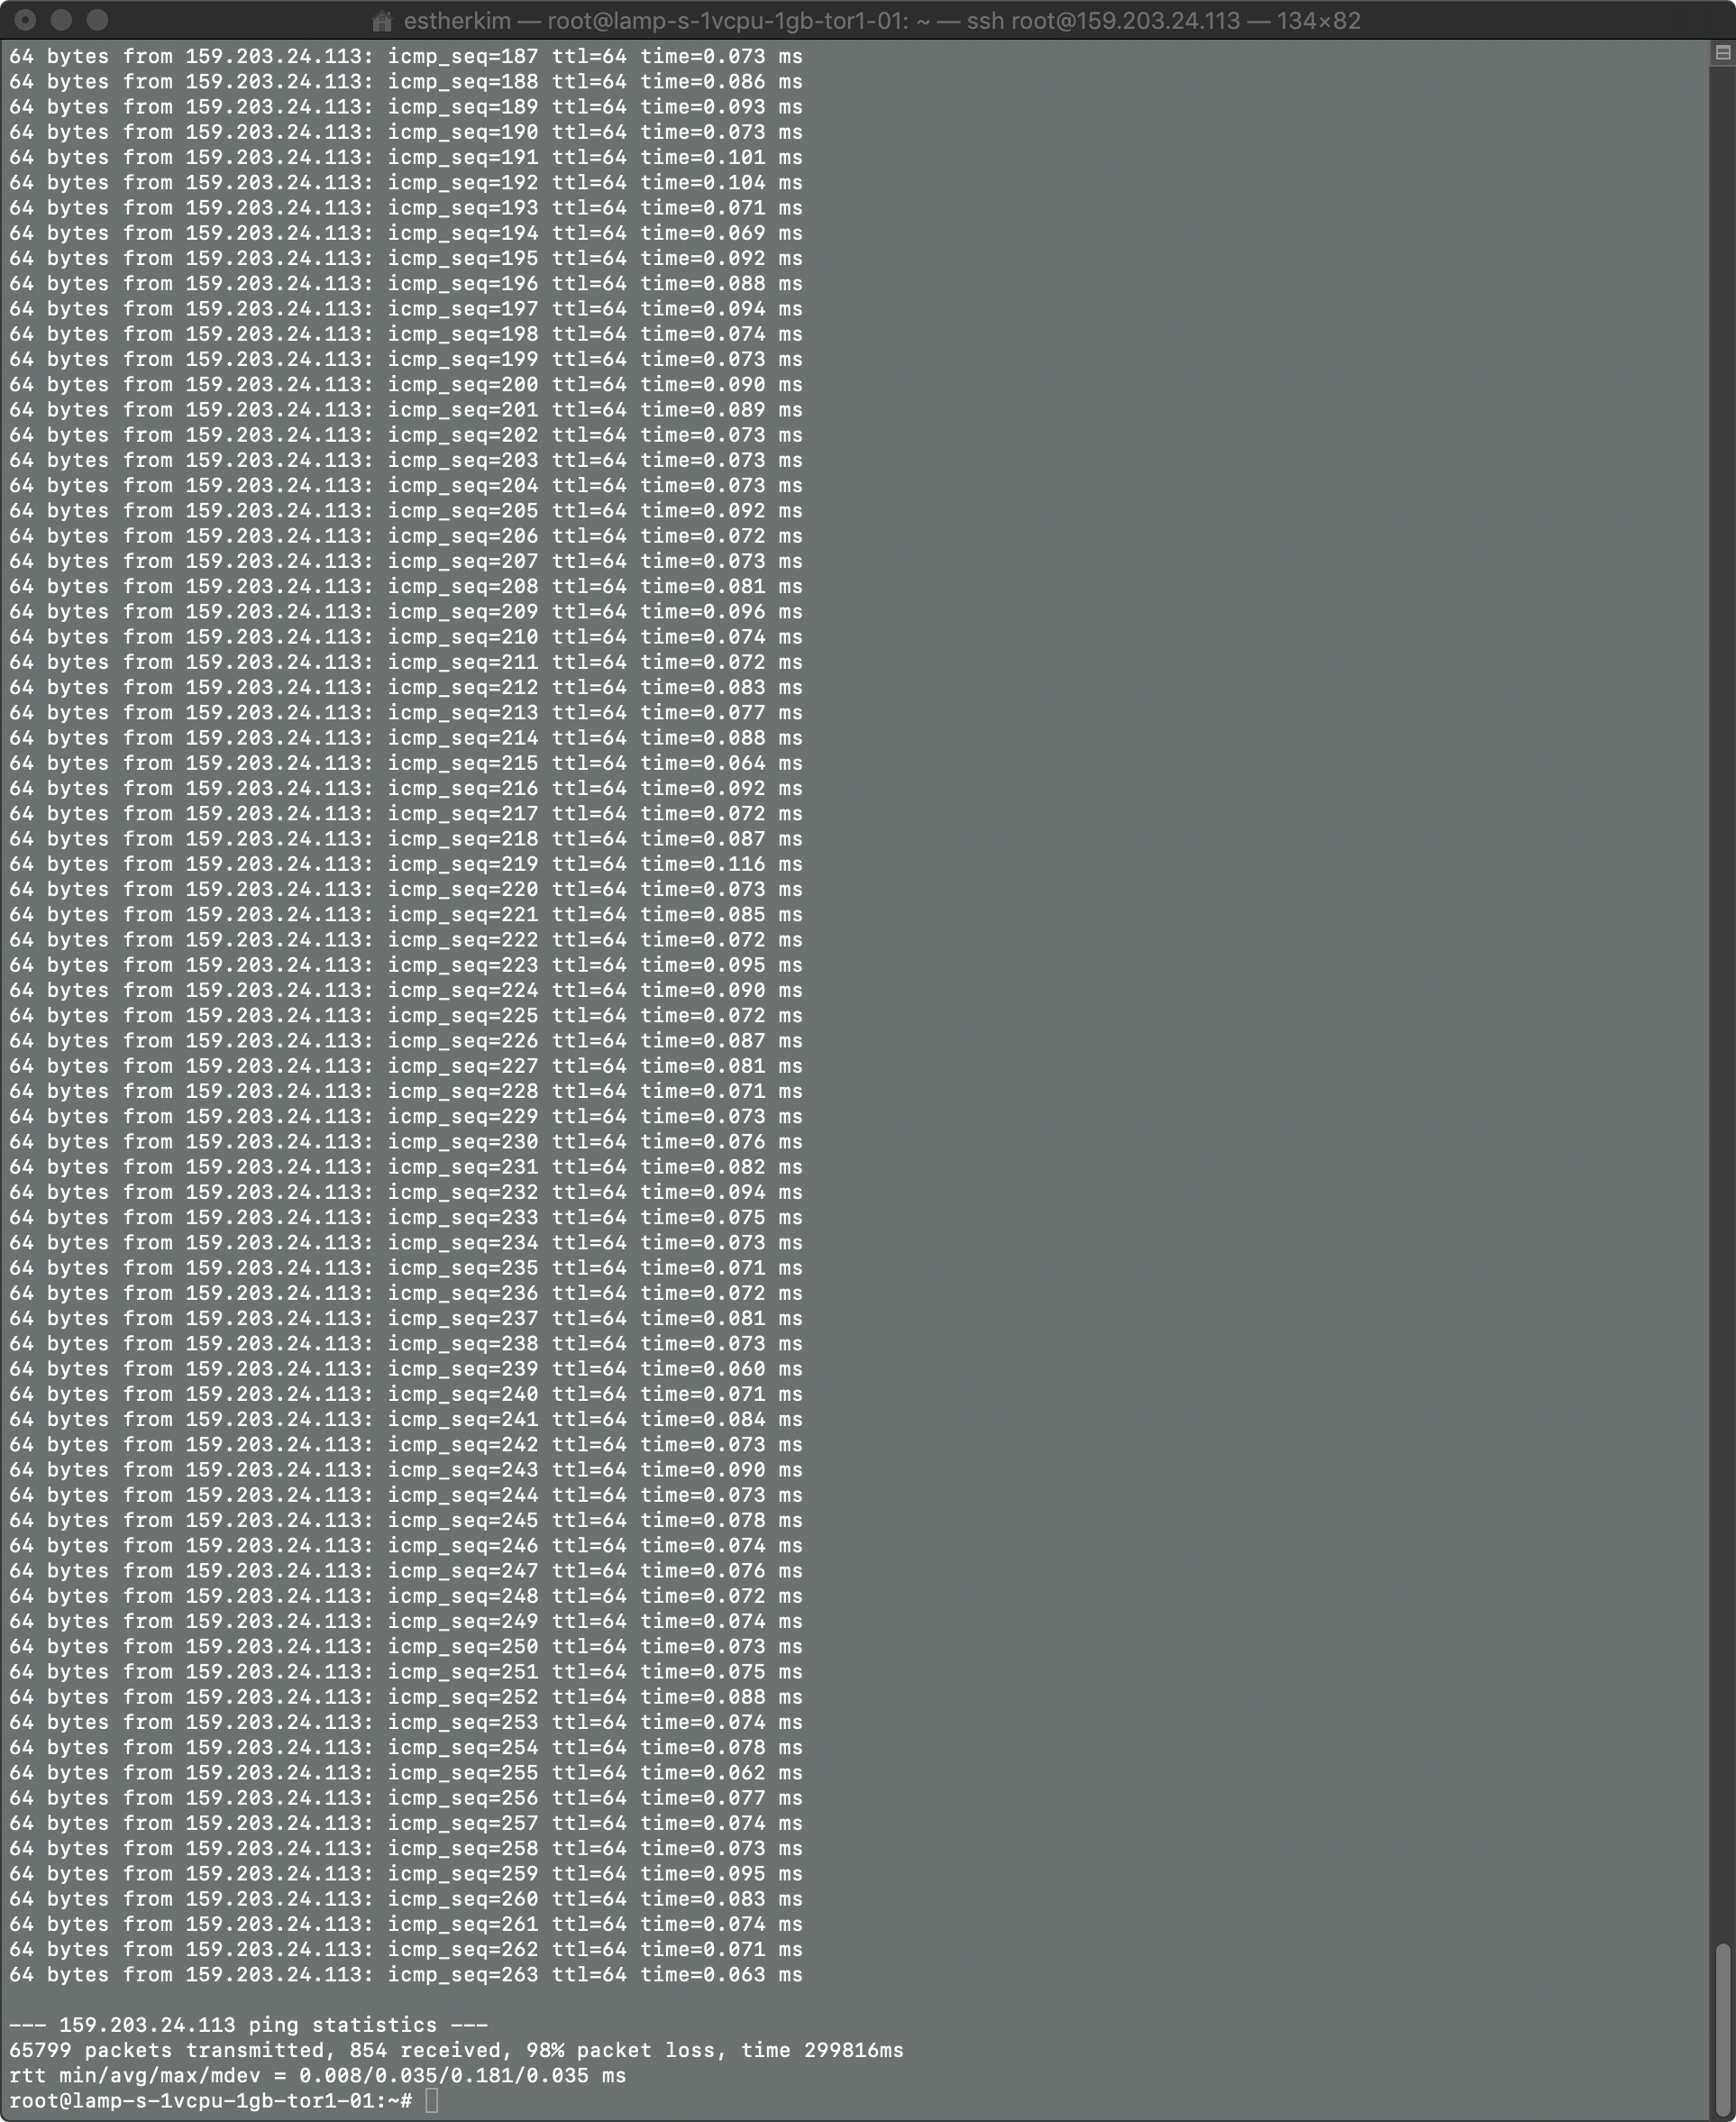 estherkim — root@lamp-s-1vcpu-1gb-tor1-01: ~ — ssh root@159.203.24.113 — 134×82
64 bytes from 159.203.24.113: icmp_seq=187 ttl=64 time=0.073 ms
64 bytes from 159.203.24.113: icmp_seq=188 ttl=64 time=0.086 ms
64 bytes from 159.203.24.113: icmp_seq=189 ttl=64 time=0.093 ms
64 bytes from 159.203.24.113: icmp_seq=190 ttl=64 time=0.073 ms
64 bytes from 159.203.24.113: icmp_seq=191 ttl=64 time=0.101 ms
64 bytes from 159.203.24.113: icmp_seq=192 ttl=64 time=0.104 ms
64 bytes from 159.203.24.113: icmp_seq=193 ttl=64 time=0.071 ms
64 bytes from 159.203.24.113: icmp_seq=194 ttl=64 time=0.069 ms
64 bytes from 159.203.24.113: icmp_seq=195 ttl=64 time=0.092 ms
64 bytes from 159.203.24.113: icmp_seq=196 ttl=64 time=0.088 ms
64 bytes from 159.203.24.113: icmp_seq=197 ttl=64 time=0.094 ms
64 bytes from 159.203.24.113: icmp_seq=198 ttl=64 time=0.074 ms
64 bytes from 159.203.24.113: icmp_seq=199 ttl=64 time=0.073 ms
64 bytes from 159.203.24.113: icmp_seq=200 ttl=64 time=0.090 ms
64 bytes from 159.203.24.113: icmp_seq=201 ttl=64 time=0.089 ms
64 bytes from 159.203.24.113: icmp_seq=202 ttl=64 time=0.073 ms
64 bytes from 159.203.24.113: icmp_seq=203 ttl=64 time=0.073 ms
64 bytes from 159.203.24.113: icmp_seq=204 ttl=64 time=0.073 ms
64 bytes from 159.203.24.113: icmp_seq=205 ttl=64 time=0.092 ms
64 bytes from 159.203.24.113: icmp_seq=206 ttl=64 time=0.072 ms
64 bytes from 159.203.24.113: icmp_seq=207 ttl=64 time=0.073 ms
64 bytes from 159.203.24.113: icmp_seq=208 ttl=64 time=0.081 ms
64 bytes from 159.203.24.113: icmp_seq=209 ttl=64 time=0.096 ms
64 bytes from 159.203.24.113: icmp_seq=210 ttl=64 time=0.074 ms
64 bytes from 159.203.24.113: icmp_seq=211 ttl=64 time=0.072 ms
64 bytes from 159.203.24.113: icmp_seq=212 ttl=64 time=0.083 ms
64 bytes from 159.203.24.113: icmp_seq=213 ttl=64 time=0.077 ms
64 bytes from 159.203.24.113: icmp_seq=214 ttl=64 time=0.088 ms
64 bytes from 159.203.24.113: icmp_seq=215 ttl=64 time=0.064 ms
64 bytes from 159.203.24.113: icmp_seq=216 ttl=64 time=0.092 ms
64 bytes from 159.203.24.113: icmp_seq=217 ttl=64 time=0.072 ms
64 bytes from 159.203.24.113: icmp_seq=218 ttl=64 time=0.087 ms
64 bytes from 159.203.24.113: icmp_seq=219 ttl=64 time=0.116 ms
64 bytes from 159.203.24.113: icmp_seq=220 ttl=64 time=0.073 ms
64 bytes from 159.203.24.113: icmp_seq=221 ttl=64 time=0.085 ms
64 bytes from 159.203.24.113: icmp_seq=222 ttl=64 time=0.072 ms
64 bytes from 159.203.24.113: icmp_seq=223 ttl=64 time=0.095 ms
64 bytes from 159.203.24.113: icmp_seq=224 ttl=64 time=0.090 ms
64 bytes from 159.203.24.113: icmp_seq=225 ttl=64 time=0.072 ms
64 bytes from 159.203.24.113: icmp_seq=226 ttl=64 time=0.087 ms
64 bytes from 159.203.24.113: icmp_seq=227 ttl=64 time=0.081 ms
64 bytes from 159.203.24.113: icmp_seq=228 ttl=64 time=0.071 ms
64 bytes from 159.203.24.113: icmp_seq=229 ttl=64 time=0.073 ms
64 bytes from 159.203.24.113: icmp_seq=230 ttl=64 time=0.076 ms
64 bytes from 159.203.24.113: icmp_seq=231 ttl=64 time=0.082 ms
64 bytes from 159.203.24.113: icmp_seq=232 ttl=64 time=0.094 ms
64 bytes from 159.203.24.113: icmp_seq=233 ttl=64 time=0.075 ms
64 bytes from 159.203.24.113: icmp_seq=234 ttl=64 time=0.073 ms
64 bytes from 159.203.24.113: icmp_seq=235 ttl=64 time=0.071 ms
64 bytes from 159.203.24.113: icmp_seq=236 ttl=64 time=0.072 ms
64 bytes from 159.203.24.113: icmp_seq=237 ttl=64 time=0.081 ms
64 bytes from 159.203.24.113: icmp_seq=238 ttl=64 time=0.073 ms
64 bytes from 159.203.24.113: icmp_seq=239 ttl=64 time=0.060 ms
64 bytes from 159.203.24.113: icmp_seq=240 ttl=64 time=0.071 ms
64 bytes from 159.203.24.113: icmp_seq=241 ttl=64 time=0.084 ms
64 bytes from 159.203.24.113: icmp_seq=242 ttl=64 time=0.073 ms
64 bytes from 159.203.24.113: icmp_seq=243 ttl=64 time=0.090 ms
64 bytes from 159.203.24.113: icmp_seq=244 ttl=64 time=0.073 ms
64 bytes from 159.203.24.113: icmp_seq=245 ttl=64 time=0.078 ms
64 bytes from 159.203.24.113: icmp_seq=246 ttl=64 time=0.074 ms
64 bytes from 159.203.24.113: icmp_seq=247 ttl=64 time=0.076 ms
64 bytes from 159.203.24.113: icmp_seq=248 ttl=64 time=0.072 ms
64 bytes from 159.203.24.113: icmp_seq=249 ttl=64 time=0.074 ms
64 bytes from 159.203.24.113: icmp_seq=250 ttl=64 time=0.073 ms
64 bytes from 159.203.24.113: icmp_seq=251 ttl=64 time=0.075 ms
64 bytes from 159.203.24.113: icmp_seq=252 ttl=64 time=0.088 ms
64 bytes from 159.203.24.113: icmp_seq=253 ttl=64 time=0.074 ms
64 bytes from 159.203.24.113: icmp_seq=254 ttl=64 time=0.078 ms
64 bytes from 159.203.24.113: icmp_seq=255 ttl=64 time=0.062 ms
64 bytes from 159.203.24.113: icmp_seq=256 ttl=64 time=0.077 ms
64 bytes from 159.203.24.113: icmp_seq=257 ttl=64 time=0.074 ms
64 bytes from 159.203.24.113: icmp_seq=258 ttl=64 time=0.073 ms
64 bytes from 159.203.24.113: icmp_seq=259 ttl=64 time=0.095 ms
64 bytes from 159.203.24.113: icmp_seq=260 ttl=64 time=0.083 ms
64 bytes from 159.203.24.113: icmp_seq=261 ttl=64 time=0.074 ms
64 bytes from 159.203.24.113: icmp_seq=262 ttl=64 time=0.071 ms
64 bytes from 159.203.24.113: icmp_seq=263 ttl=64 time=0.063 ms
--- 159.203.24.113 ping statistics ---
65799 packets transmitted, 854 received, 98% packet loss, time 299816ms
rtt min/avg/max/mdev = 0.008/0.035/0.181/0.035 ms
root@lamp-s-1vcpu-1gb-tor1-01:~#